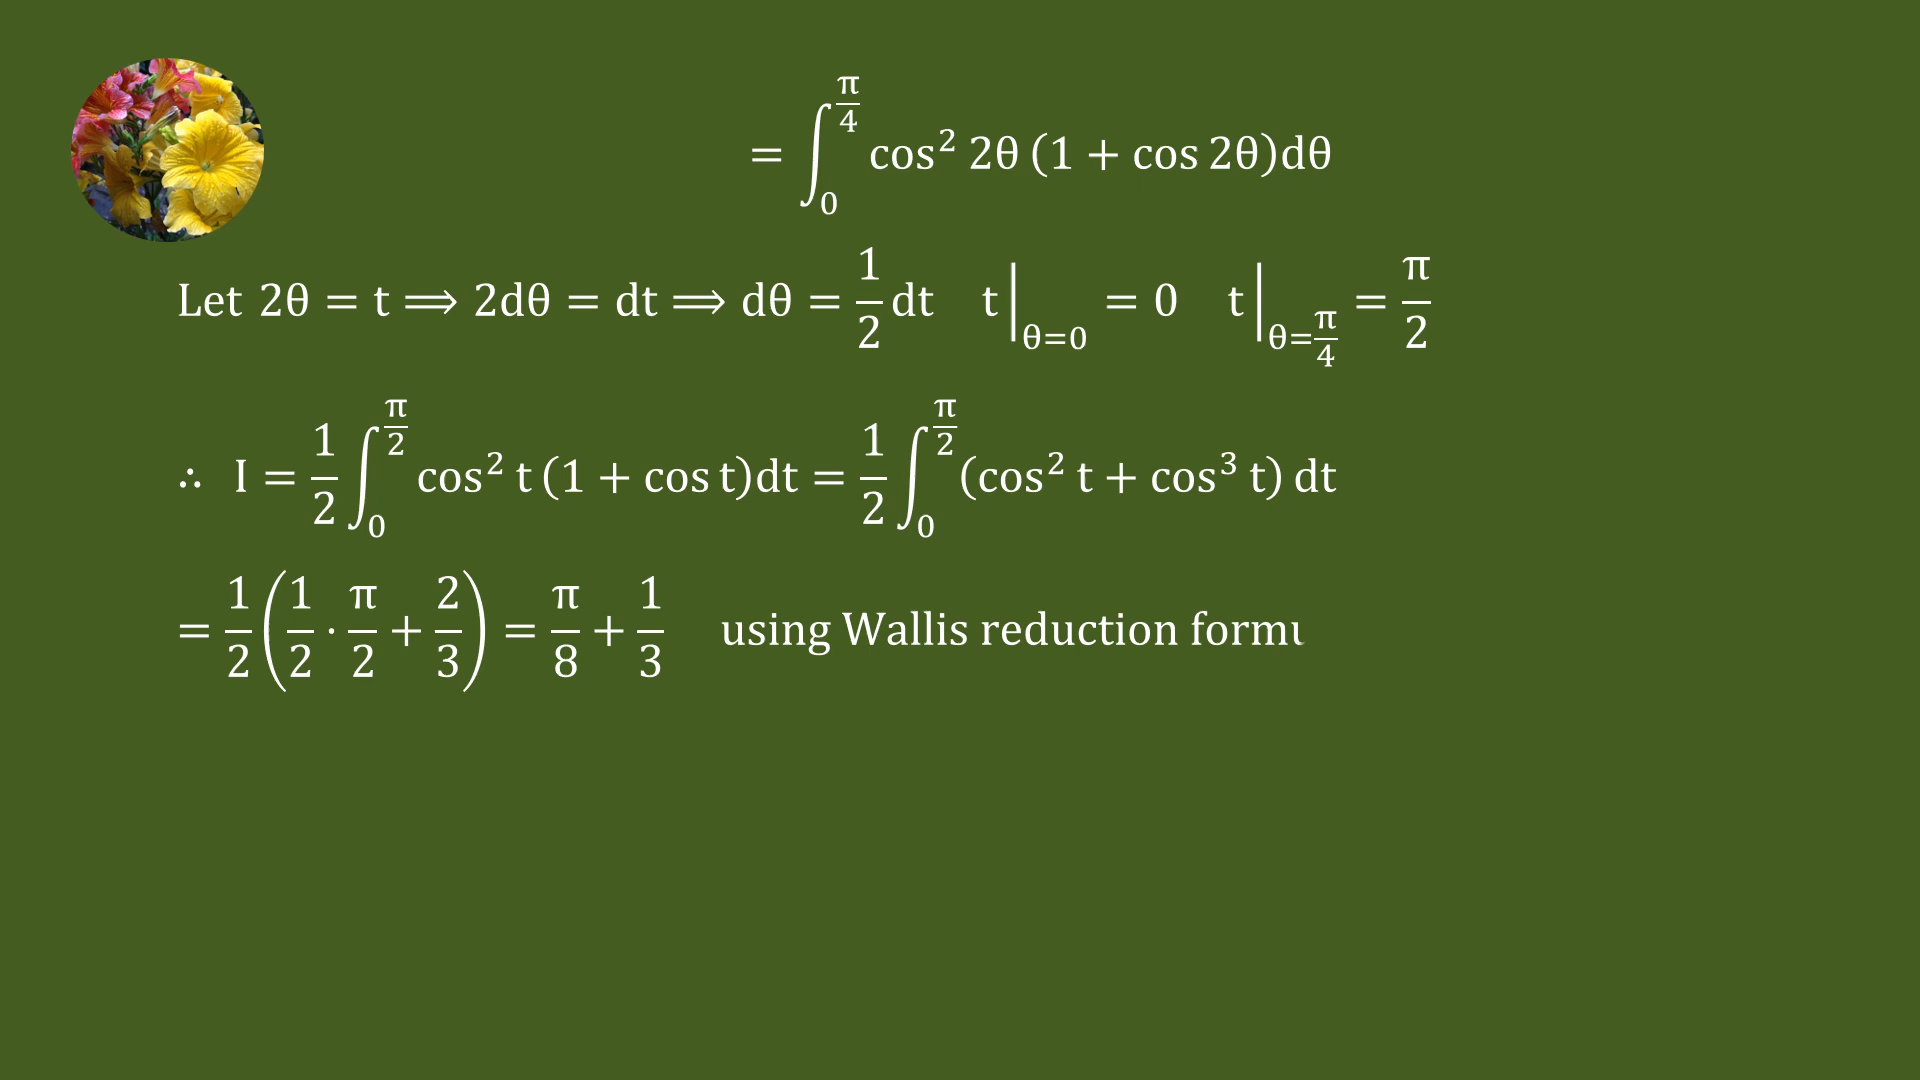 = ∫₀^(π/4) cos² 2θ (1 + cos 2θ)dθ
Let 2θ = t ⟹ 2dθ = dt ⟹ dθ = 1/2 dt t|θ=0 = 0 t|θ=π/4 = π/2
∴ I = 1/2 ∫₀^(π/2) cos² t (1 + cos t)dt = 1/2 ∫₀^(π/2) (cos² t + cos³ t) dt
= 1/2 (1/2 · π/2 + 2/3) = π/8 + 1/3 using Wallis reduction